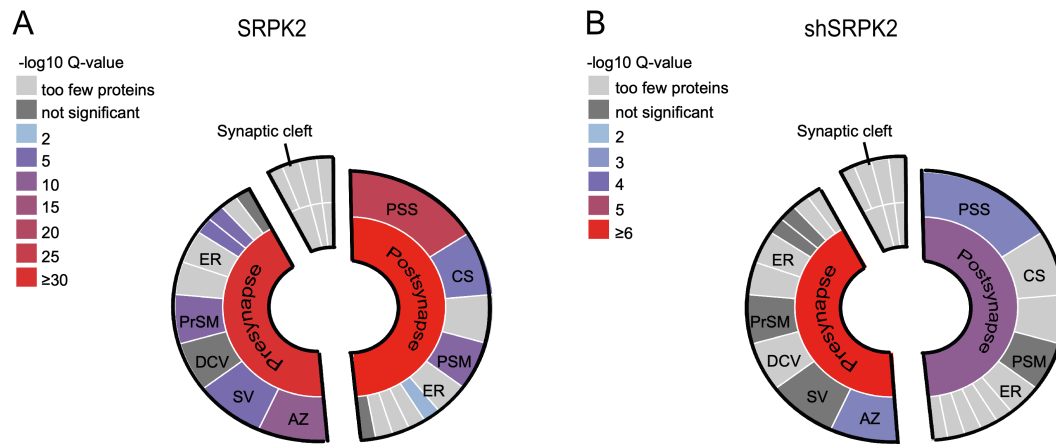 A
SRPK2
-log10 Q-value
too few proteins
not significant
2
5
10
15
20
25
≥30
Synaptic cleft
PSS
CS
PSM
ER
Postsynapse
Presynapse
ER
PrSM
DCV
SV
AZ
B
shSRPK2
-log10 Q-value
too few proteins
not significant
2
3
4
5
≥6
Synaptic cleft
PSS
CS
PSM
ER
Postsynapse
Presynapse
ER
PrSM
DCV
SV
AZ